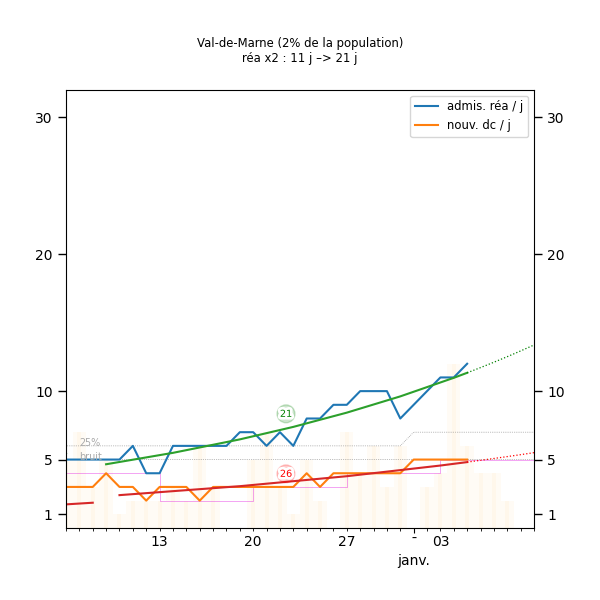 Val-de-Marne (2% de la population)
réa x2 : 11 j –> 21 j
admis. réa / j
nouv. dc / j
30 30
20 20
10 10
5 5
1 1
25%
bruit
21
26
13 20 27 - 03
janv.